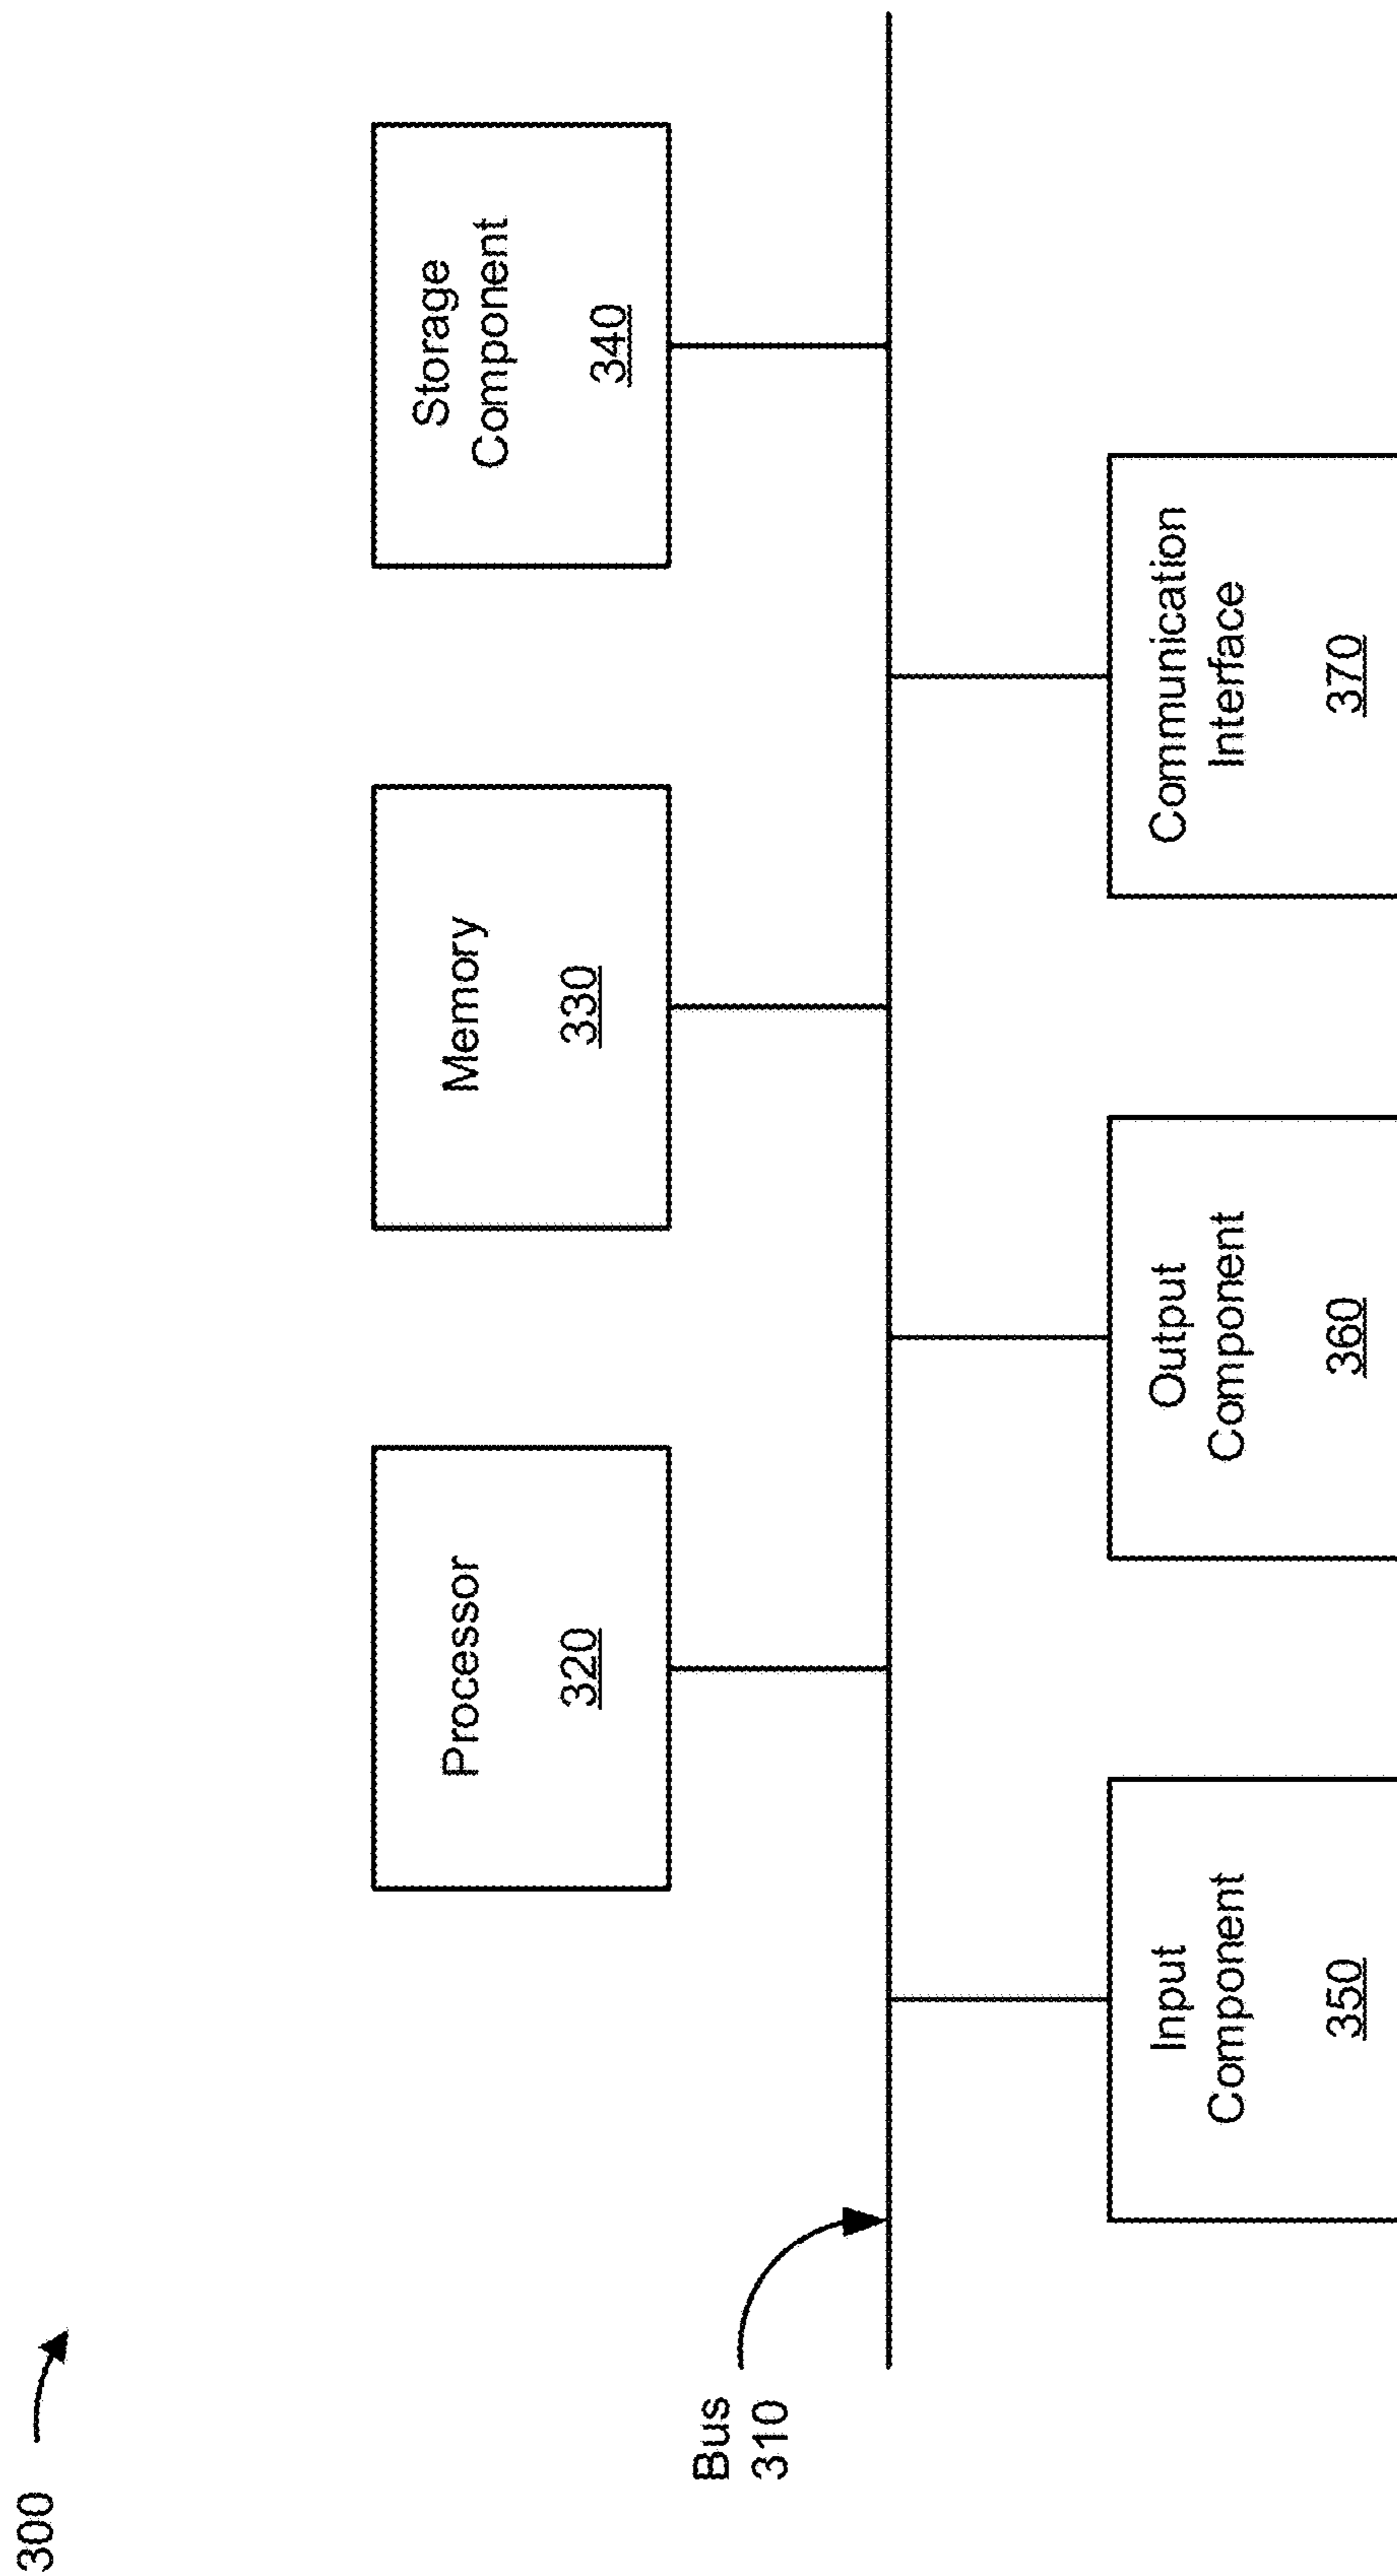 300
Processor
320
Memory
330
Storage
Component
340
Bus
310
Input
Component
350
Output
Component
360
Communication
Interface
370